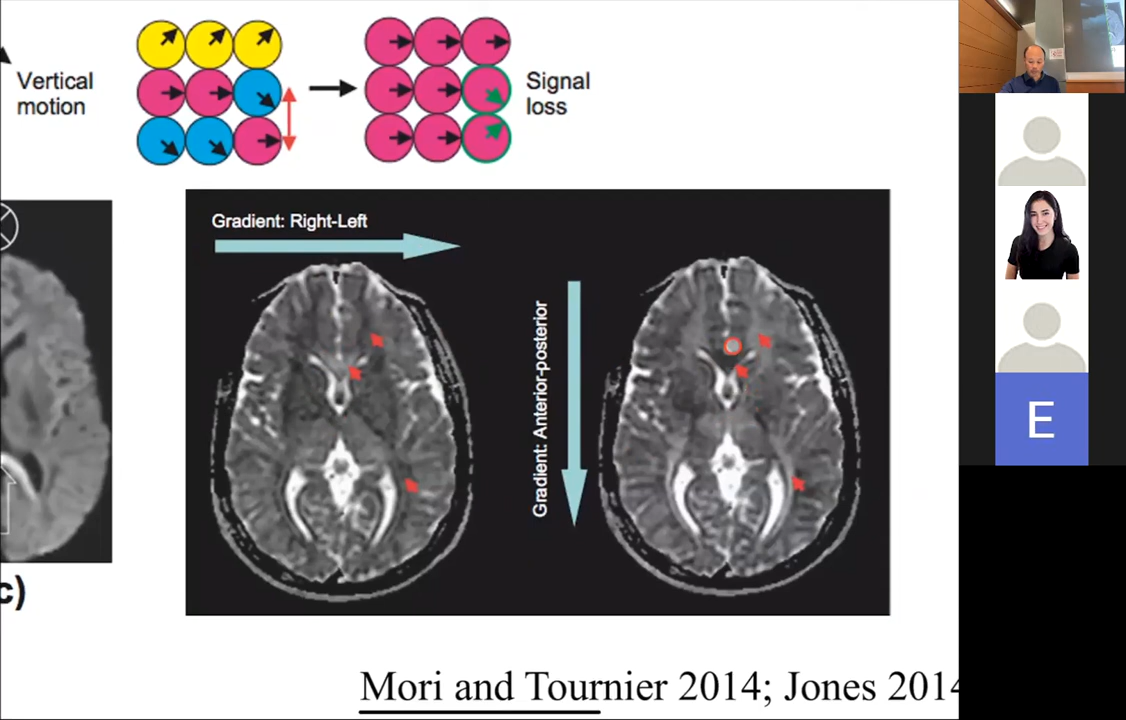 Vertical
motion
Signal
loss
Gradient: Right-Left
Gradient: Anterior-posterior
c)
Mori and Tournier 2014; Jones 2014
E